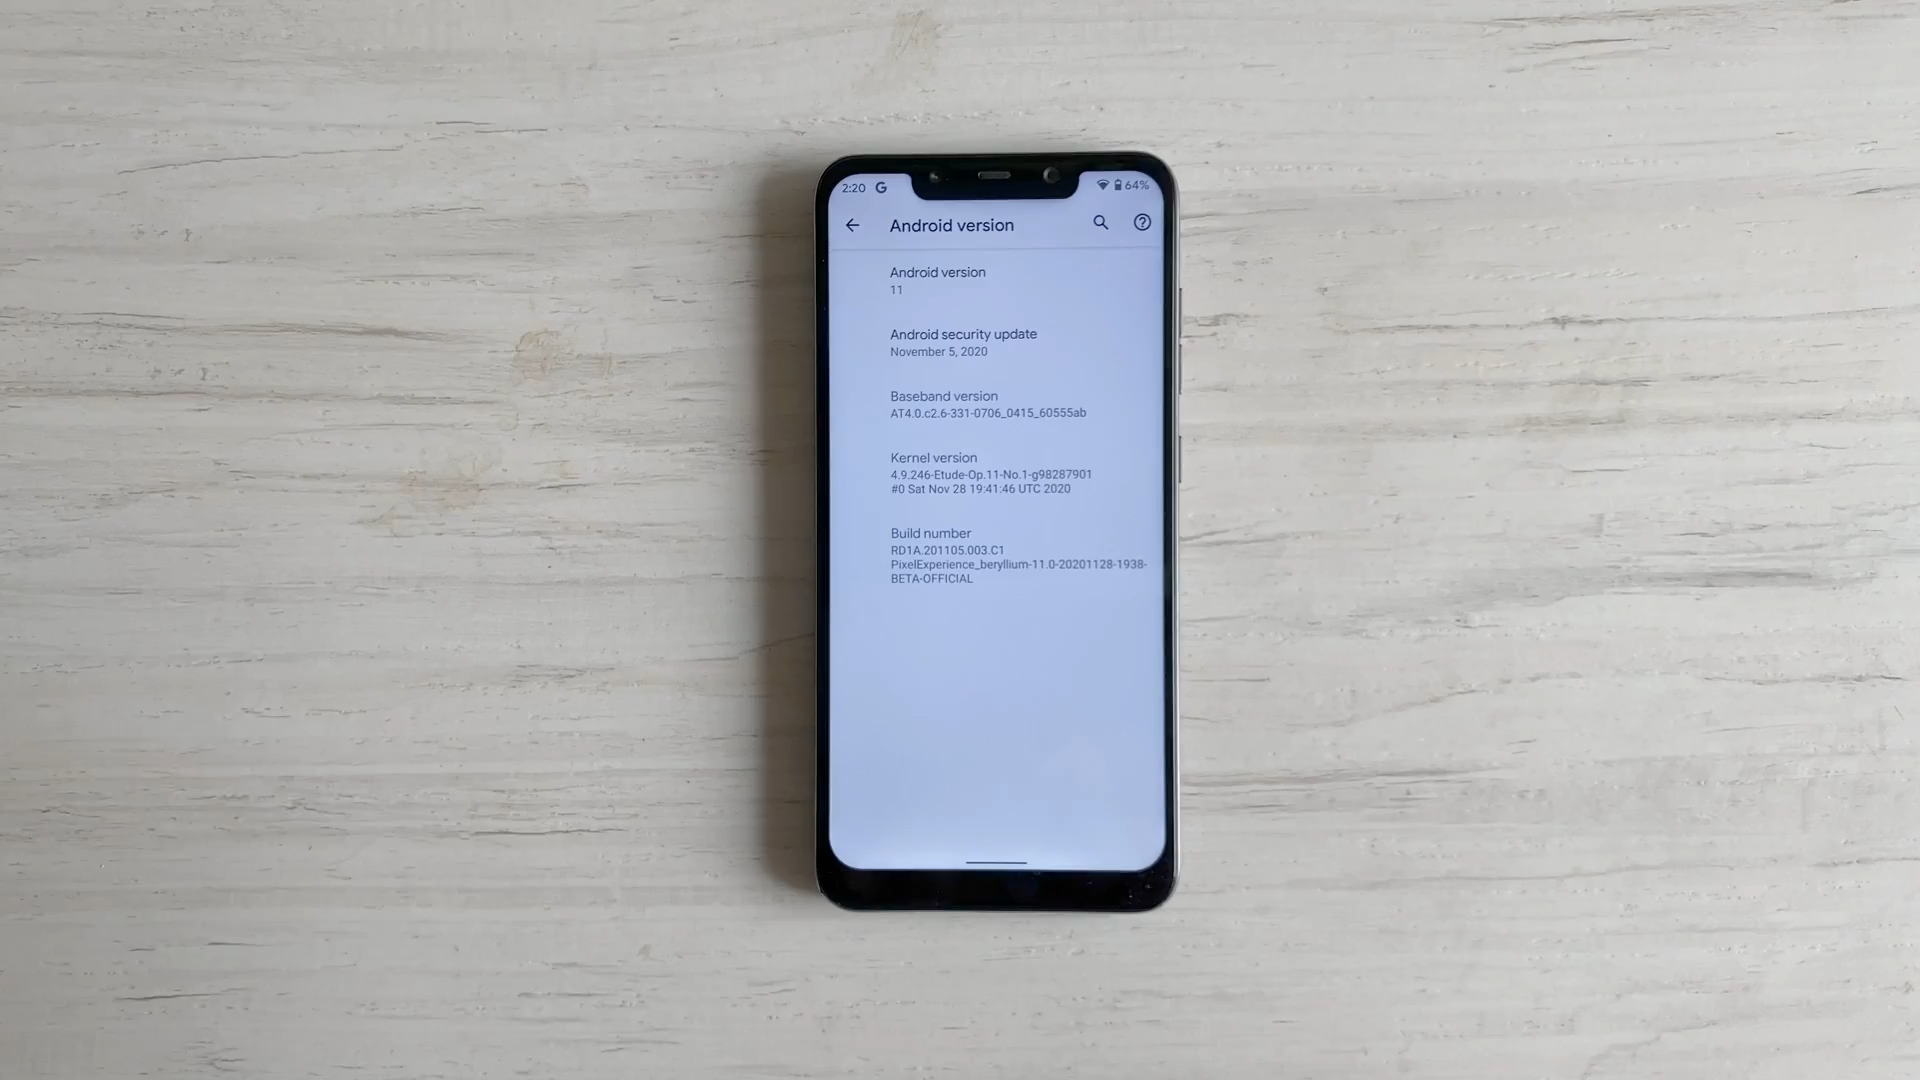 2:20 G 64%
Android version
Android version
11
Android security update
November 5, 2020
Baseband version
AT4.0.c2.6-331-0706_0415_60555ab
Kernel version
4.9.246-Etude-Op.11-No.1-g98287901
#0 Sat Nov 28 19:41:46 UTC 2020
Build number
RD1A.201105.003.C1
PixelExperience_beryllium-11.0-20201128-1938-
BETA-OFFICIAL